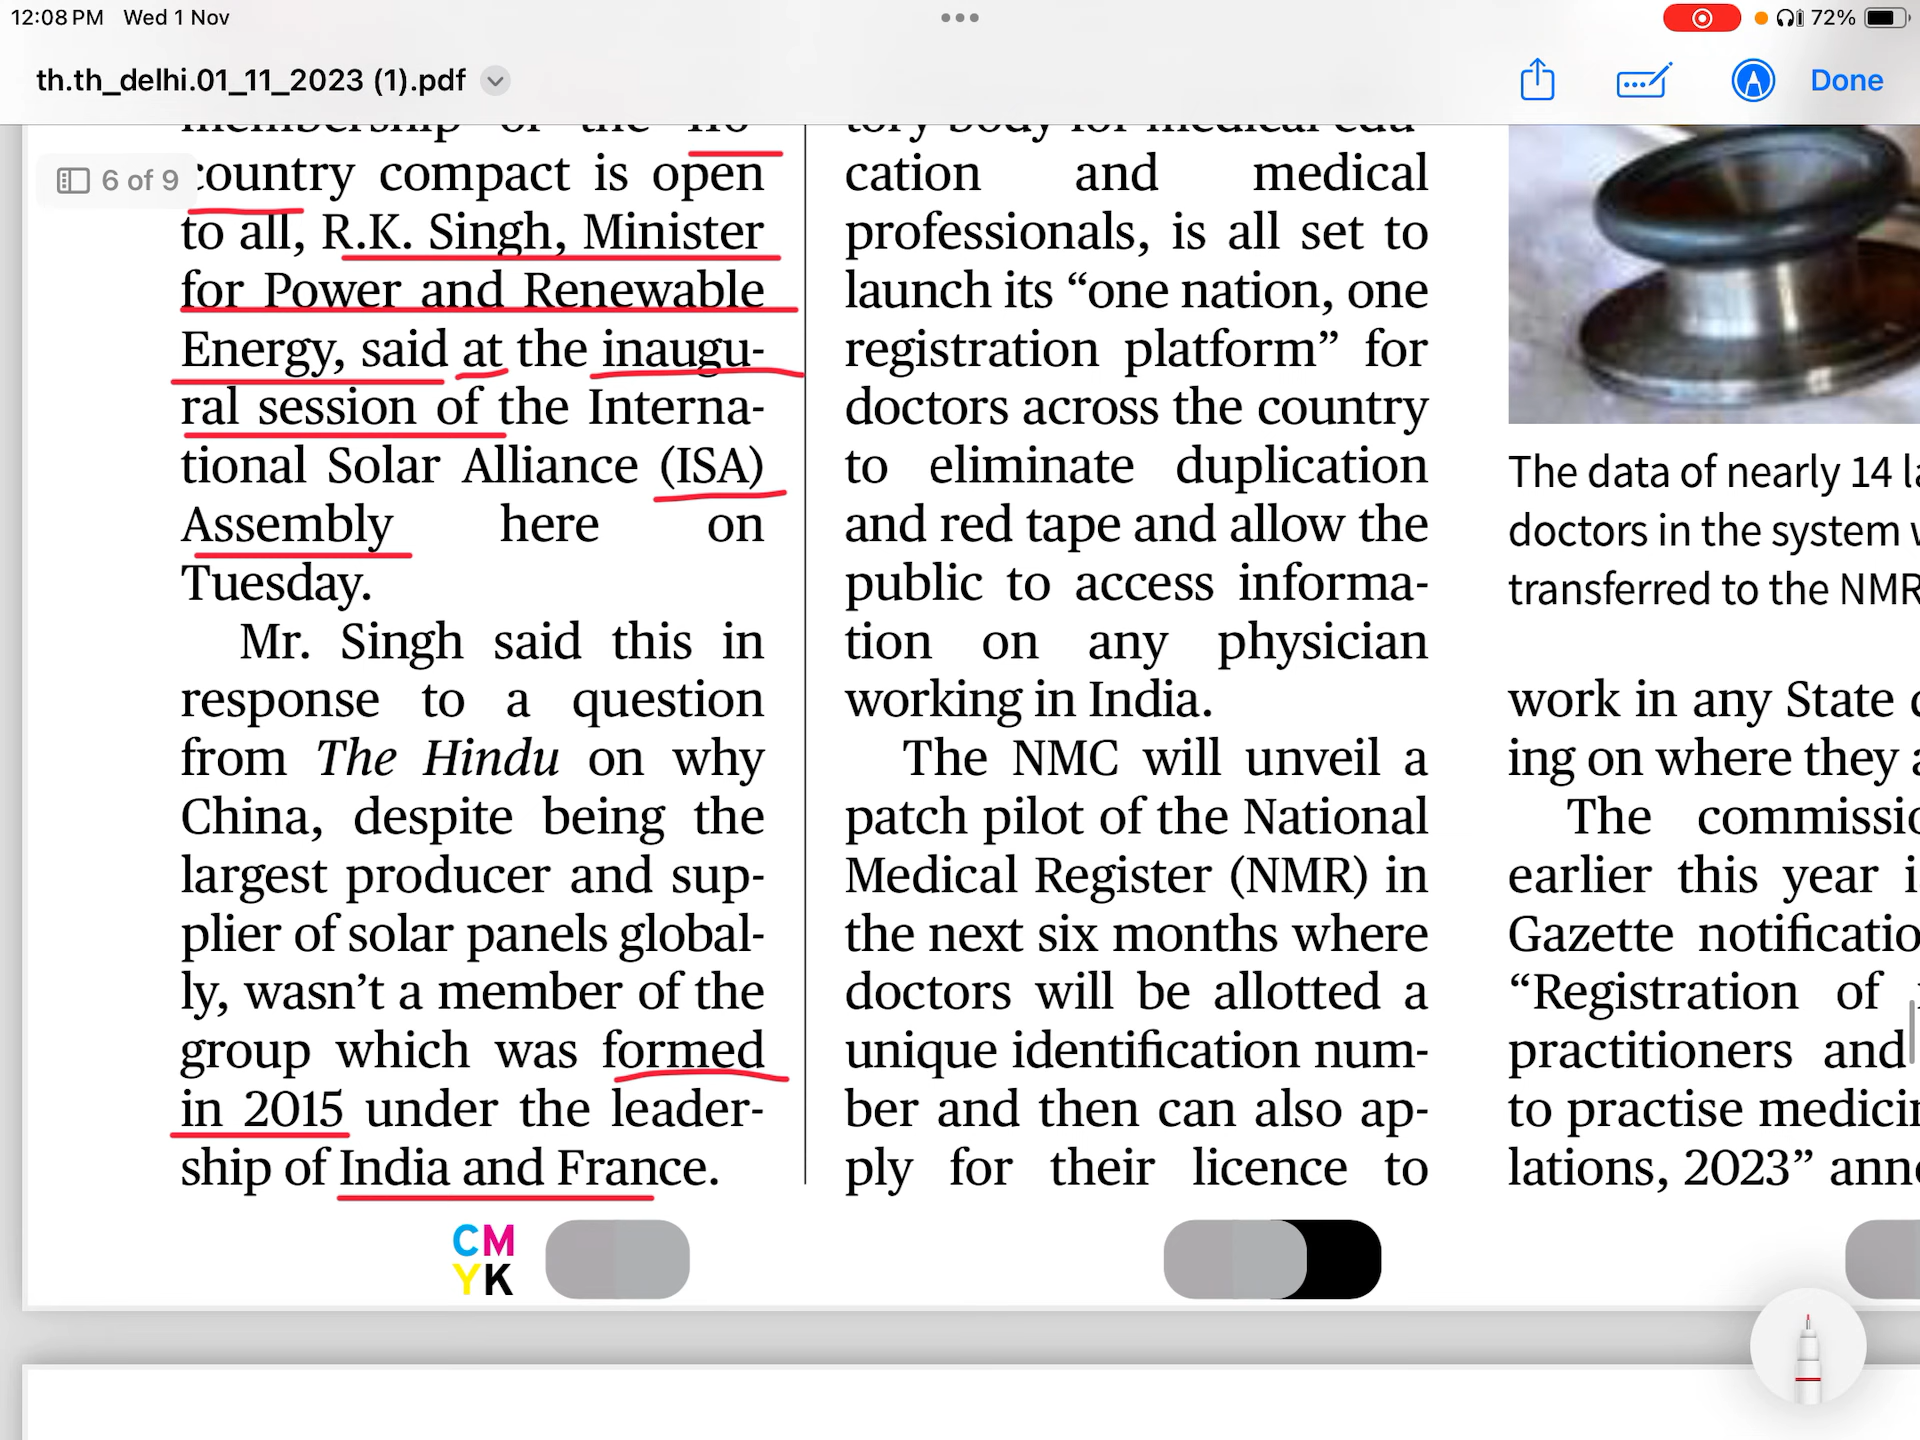 12:08 PM Wed 1 Nov
72%
th.th_delhi.01_11_2023 (1).pdf
Done
6 of 9
membership of the 110-
country compact is open
to all, R.K. Singh, Minister
for Power and Renewable
Energy, said at the inaugu-
ral session of the Interna-
tional Solar Alliance (ISA)
Assembly here on
Tuesday.
Mr. Singh said this in
response to a question
from The Hindu on why
China, despite being the
largest producer and sup-
plier of solar panels global-
ly, wasn’t a member of the
group which was formed
in 2015 under the leader-
ship of India and France.
tory body for medical edu-
cation and medical
professionals, is all set to
launch its “one nation, one
registration platform” for
doctors across the country
to eliminate duplication
and red tape and allow the
public to access informa-
tion on any physician
working in India.
The NMC will unveil a
patch pilot of the National
Medical Register (NMR) in
the next six months where
doctors will be allotted a
unique identification num-
ber and then can also ap-
ply for their licence to
The data of nearly 14
doctors in the system
transferred to the NMR
work in any State
ing on where they
The
earlier this year
Gazette
“Registration of
practitioners and
to practise
lations, 2023”
CM
YK